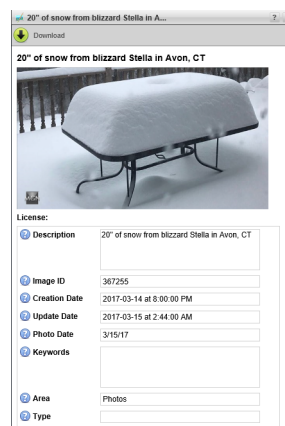 20" of snow from blizzard Stella in A...
?
Download
20" of snow from blizzard Stella in Avon, CT
License:
? Description
20" of snow from blizzard Stella in Avon, CT
? Image ID
367255
? Creation Date
2017-03-14 at 8:00:00 PM
? Update Date
2017-03-15 at 2:44:00 AM
? Photo Date
3/15/17
? Keywords
? Area
Photos
? Type